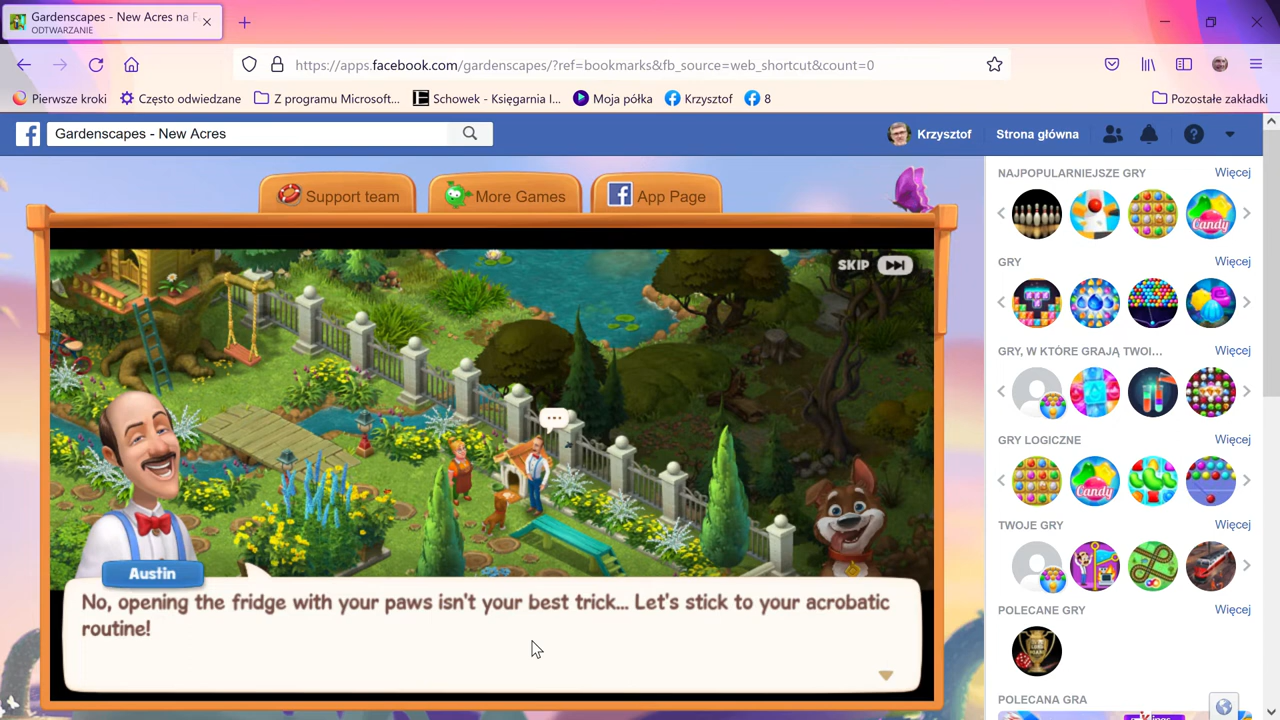 Gardenscapes - New Acres na F
ODTWARZANIE
https://apps.facebook.com/gardenscapes/?ref=bookmarks&fb_source=web_shortcut&count=0
Pierwsze kroki
Często odwiedzane
Z programu Microsoft...
Schowek - Księgarnia I...
Moja półka
Krzysztof
8
Pozostałe zakładki
Gardenscapes - New Acres
Krzysztof
Strona główna
Support team
More Games
App Page
SKIP
Austin
No, opening the fridge with your paws isn't your best trick... Let's stick to your acrobatic
routine!
NAJPOPULARNIEJSZE GRY
Więcej
Candy
GRY
Więcej
GRY, W KTÓRE GRAJĄ TWOI...
Więcej
GRY LOGICZNE
Więcej
Candy
TWOJE GRY
Więcej
POLECANE GRY
Więcej
POLECANA GRA